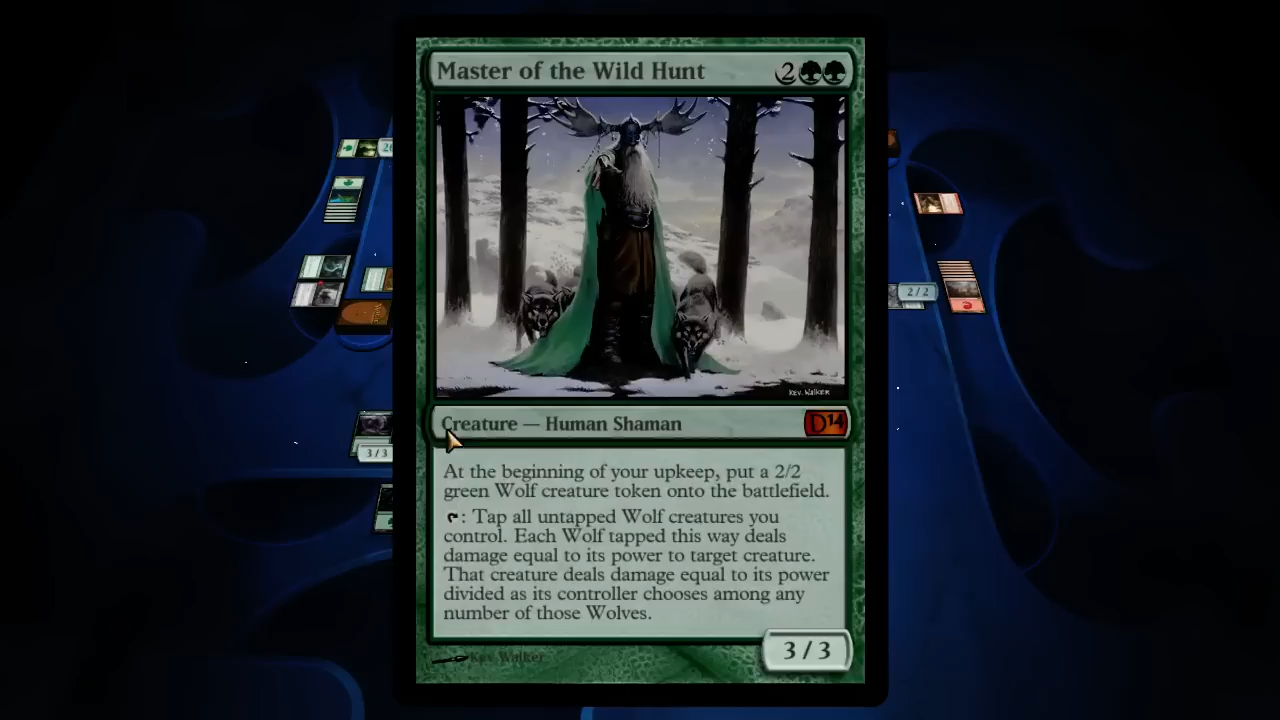 Master of the Wild Hunt 2
KEV. WALKER
Creature — Human Shaman D14
At the beginning of your upkeep, put a 2/2
green Wolf creature token onto the battlefield.
: Tap all untapped Wolf creatures you
control. Each Wolf tapped this way deals
damage equal to its power to target creature.
That creature deals damage equal to its power
divided as its controller chooses among any
number of those Wolves.
3/3
Kev Walker
2/2
3/3